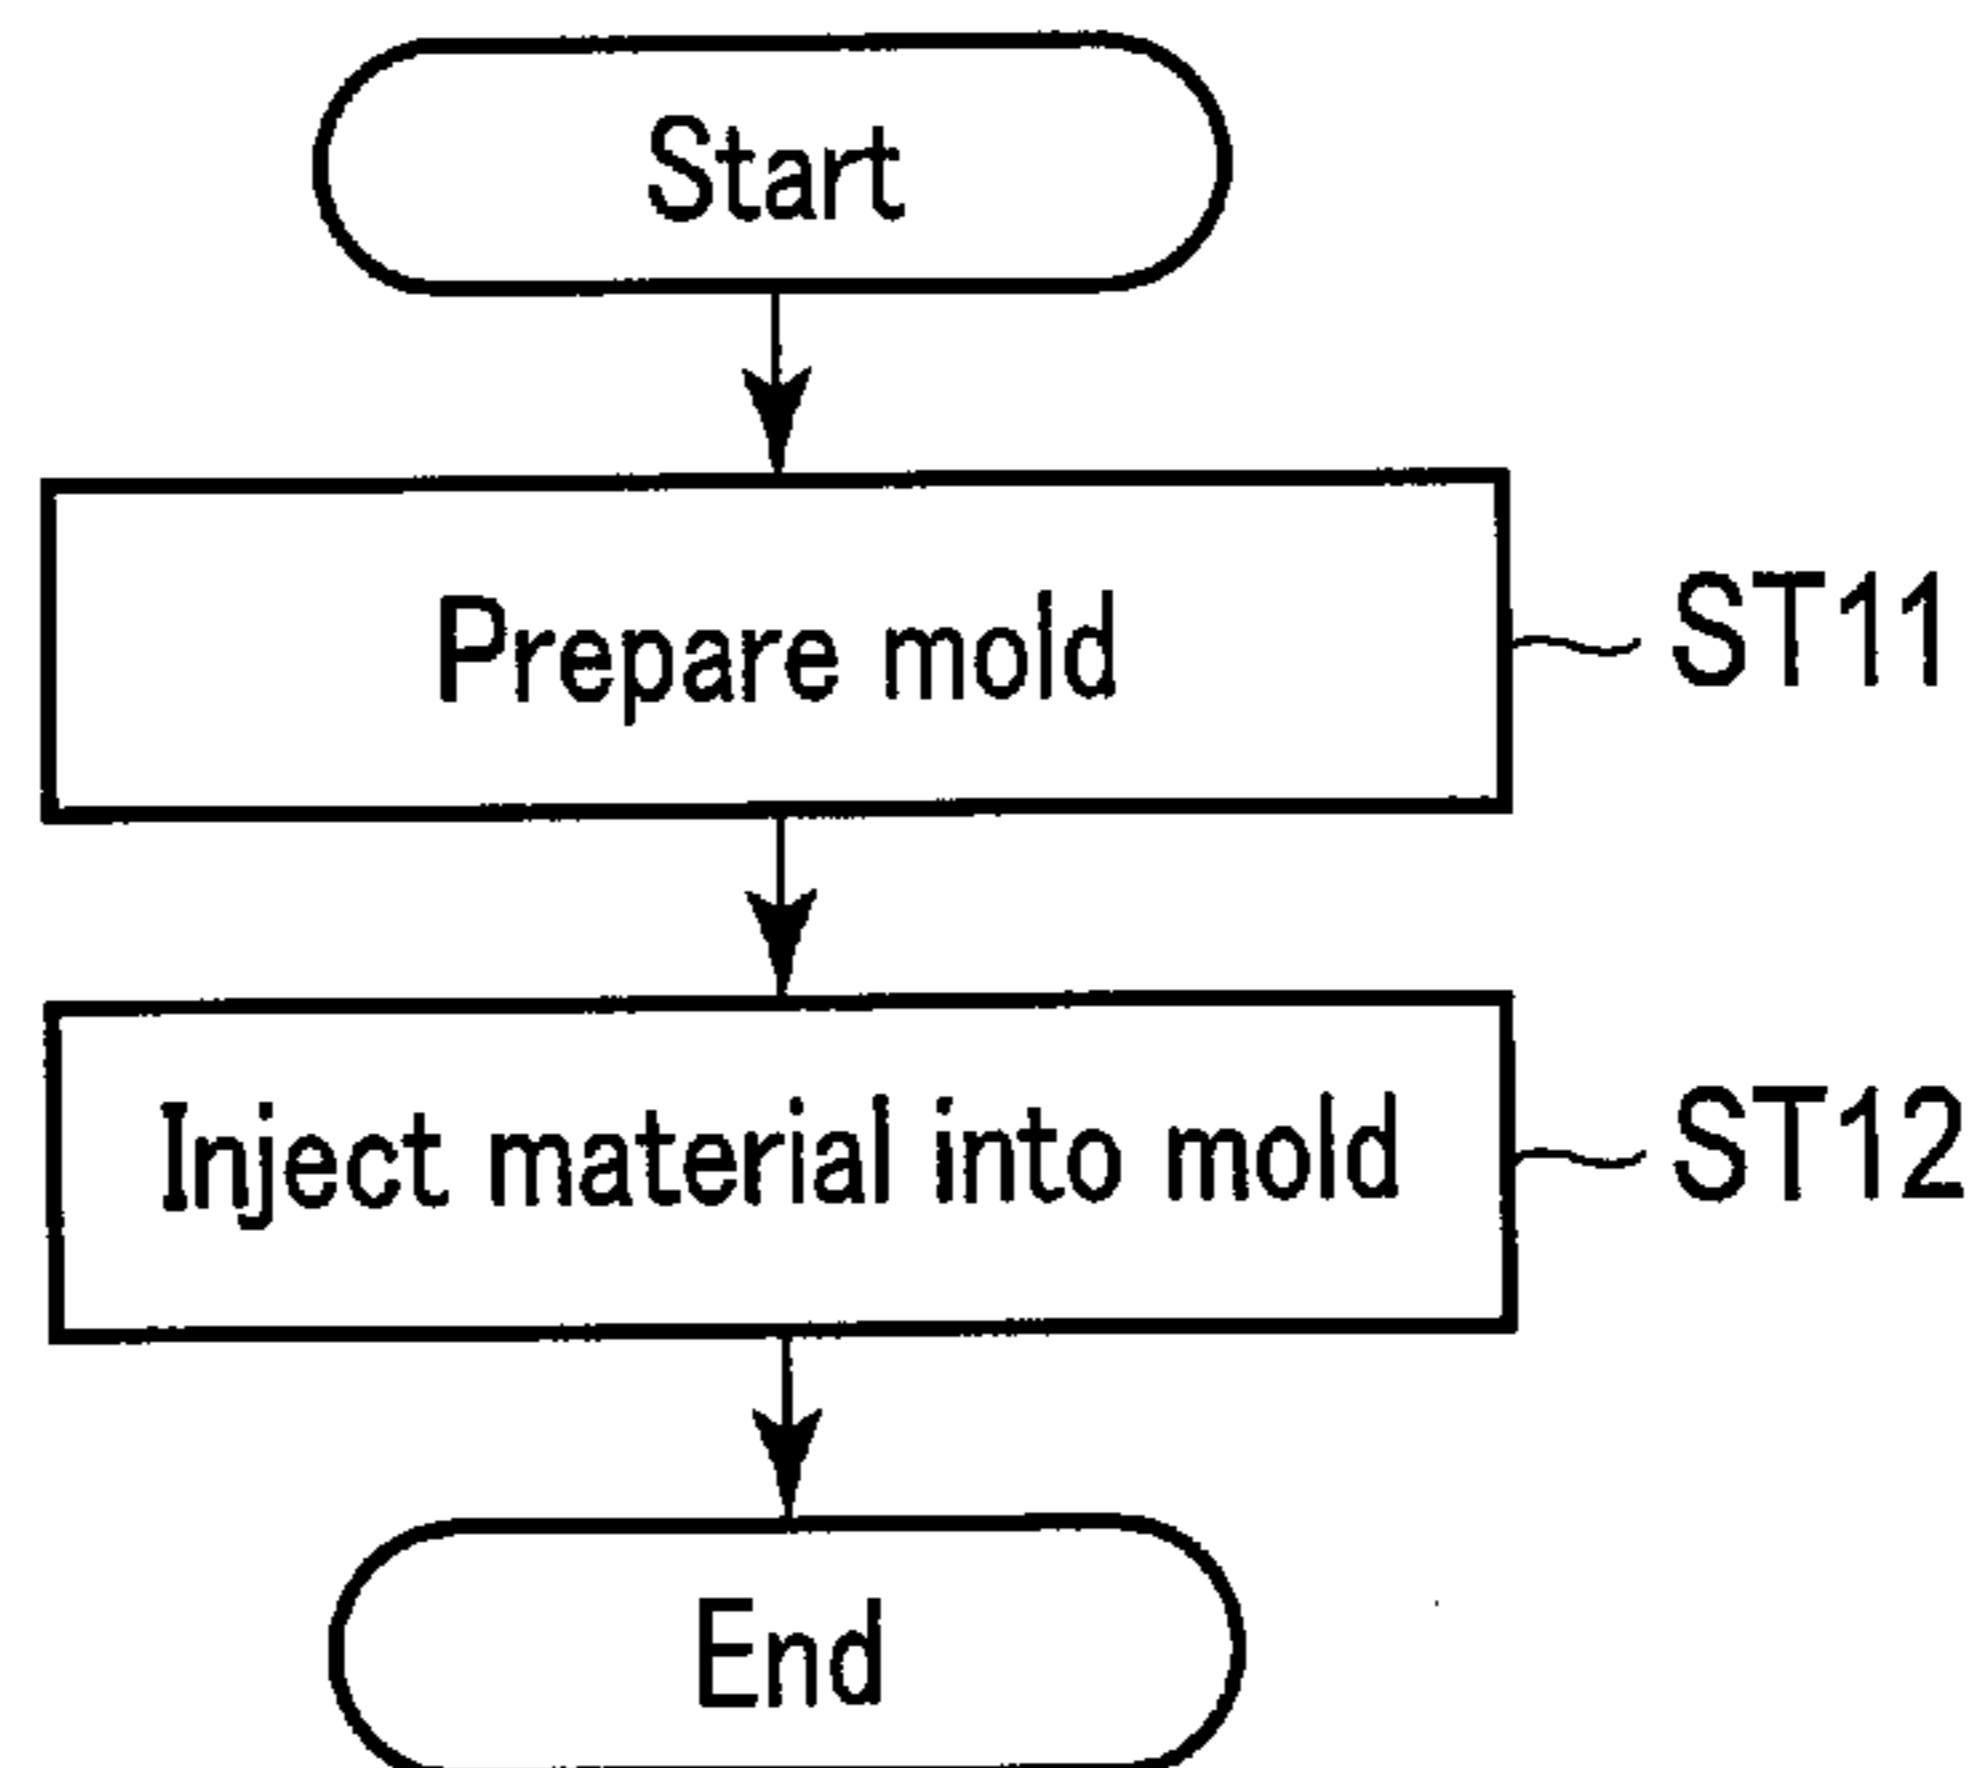 Start
Prepare mold
ST11
Inject material into mold
ST12
End